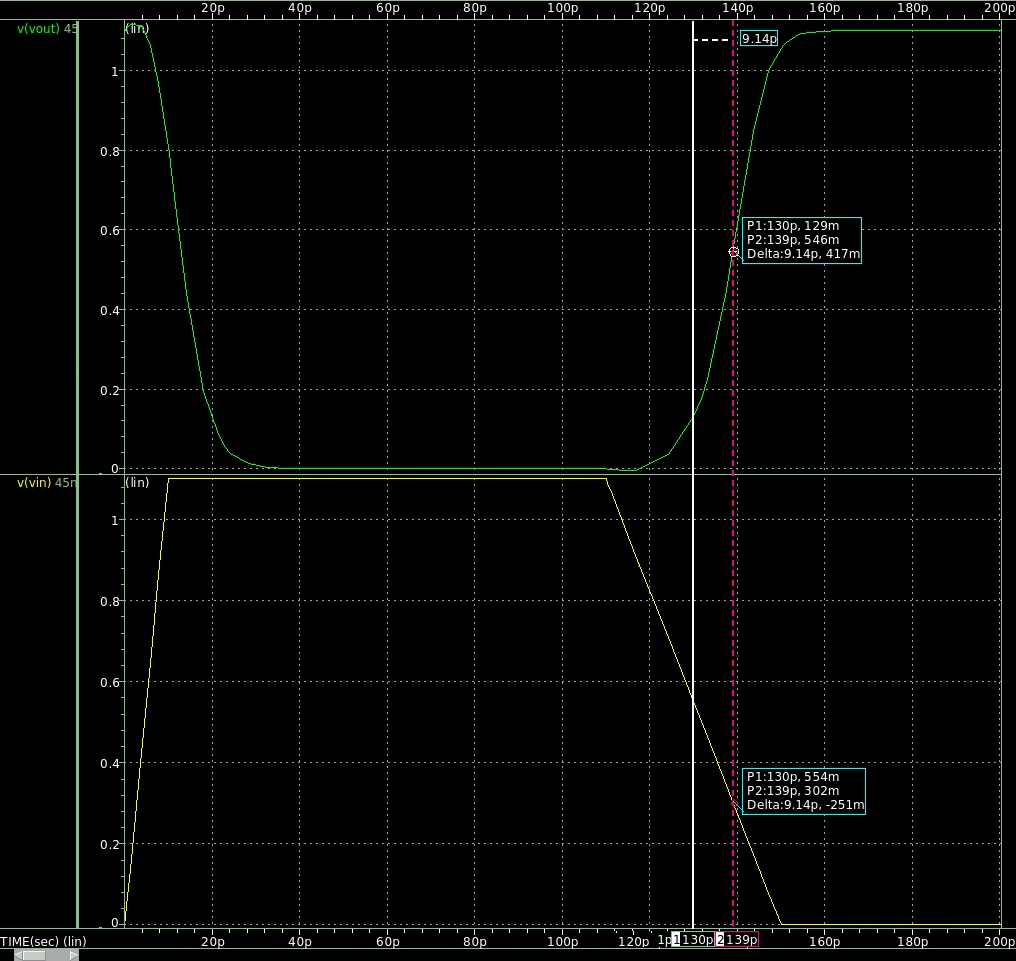 20p 40p 60p 80p 100p 120p 140p 160p 180p 200p
v(vout) 45
(lin)
9.14p
1
0.8
0.6
P1:130p, 129m
P2:139p, 546m
Delta:9.14p, 417m
0.4
0.2
0
v(vin) 45n
(lin)
1
0.8
0.6
0.4
P1:130p, 554m
P2:139p, 302m
Delta:9.14p, -251m
0.2
0
TIME(sec) (lin)
20p 40p 60p 80p 100p 120p 1p 1 130p 2 139p 160p 180p 200p